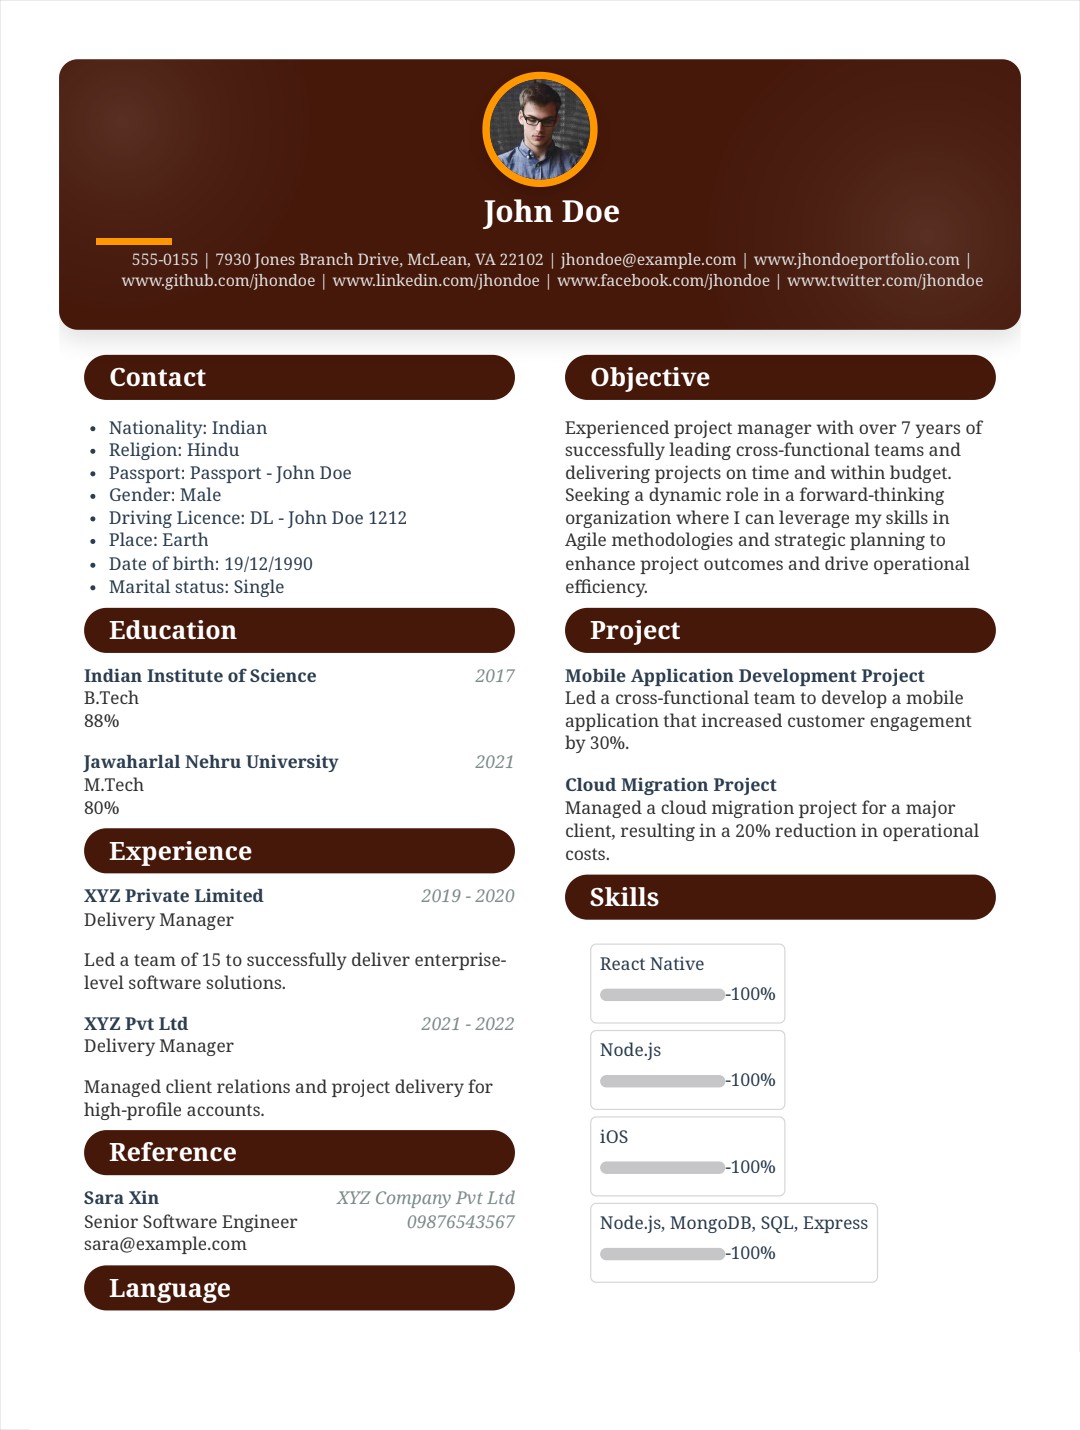 John Doe
555-0155 | 7930 Jones Branch Drive, McLean, VA 22102 | jhondoe@example.com | www.jhondoeportfolio.com |
www.github.com/jhondoe | www.linkedin.com/jhondoe | www.facebook.com/jhondoe | www.twitter.com/jhondoe
Contact
• Nationality: Indian
• Religion: Hindu
• Passport: Passport - John Doe
• Gender: Male
• Driving Licence: DL - John Doe 1212
• Place: Earth
• Date of birth: 19/12/1990
• Marital status: Single
Education
Indian Institute of Science 2017
B.Tech
88%
Jawaharlal Nehru University 2021
M.Tech
80%
Experience
XYZ Private Limited 2019 - 2020
Delivery Manager
Led a team of 15 to successfully deliver enterprise-
level software solutions.
XYZ Pvt Ltd 2021 - 2022
Delivery Manager
Managed client relations and project delivery for
high-profile accounts.
Reference
Sara Xin XYZ Company Pvt Ltd
Senior Software Engineer 09876543567
sara@example.com
Language
Objective
Experienced project manager with over 7 years of
successfully leading cross-functional teams and
delivering projects on time and within budget.
Seeking a dynamic role in a forward-thinking
organization where I can leverage my skills in
Agile methodologies and strategic planning to
enhance project outcomes and drive operational
efficiency.
Project
Mobile Application Development Project
Led a cross-functional team to develop a mobile
application that increased customer engagement
by 30%.
Cloud Migration Project
Managed a cloud migration project for a major
client, resulting in a 20% reduction in operational
costs.
Skills
React Native
-100%
Node.js
-100%
iOS
-100%
Node.js, MongoDB, SQL, Express
-100%